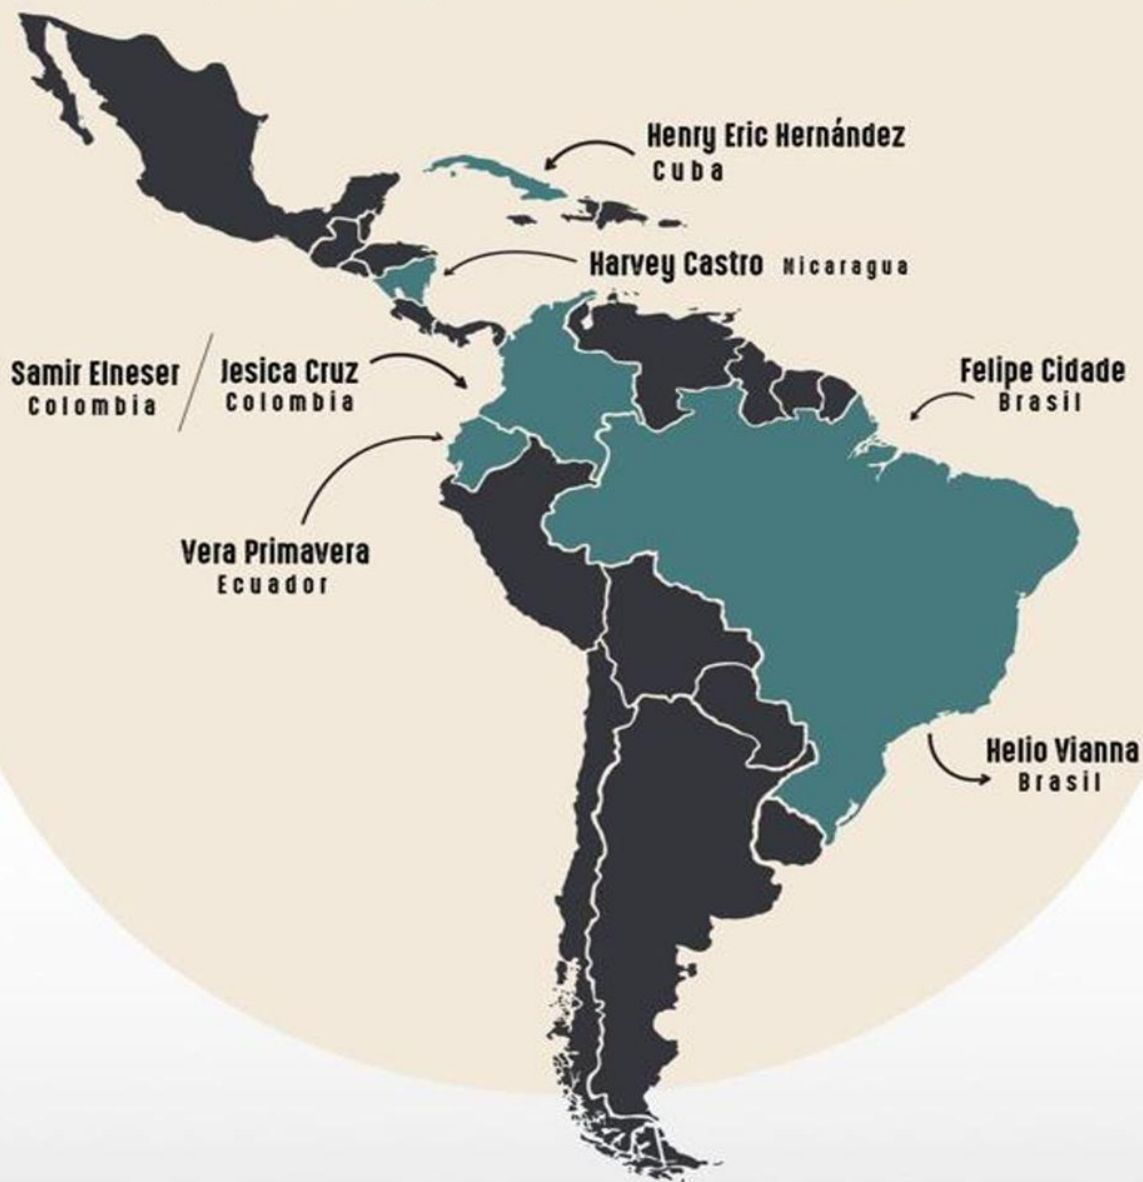 Henry Eric Hernández
Cuba
Harvey Castro Nicaragua
Samir Elneser / Jesica Cruz
Colombia Colombia
Felipe Cidade
Brasil
Vera Primavera
Ecuador
Helio Vianna
Brasil